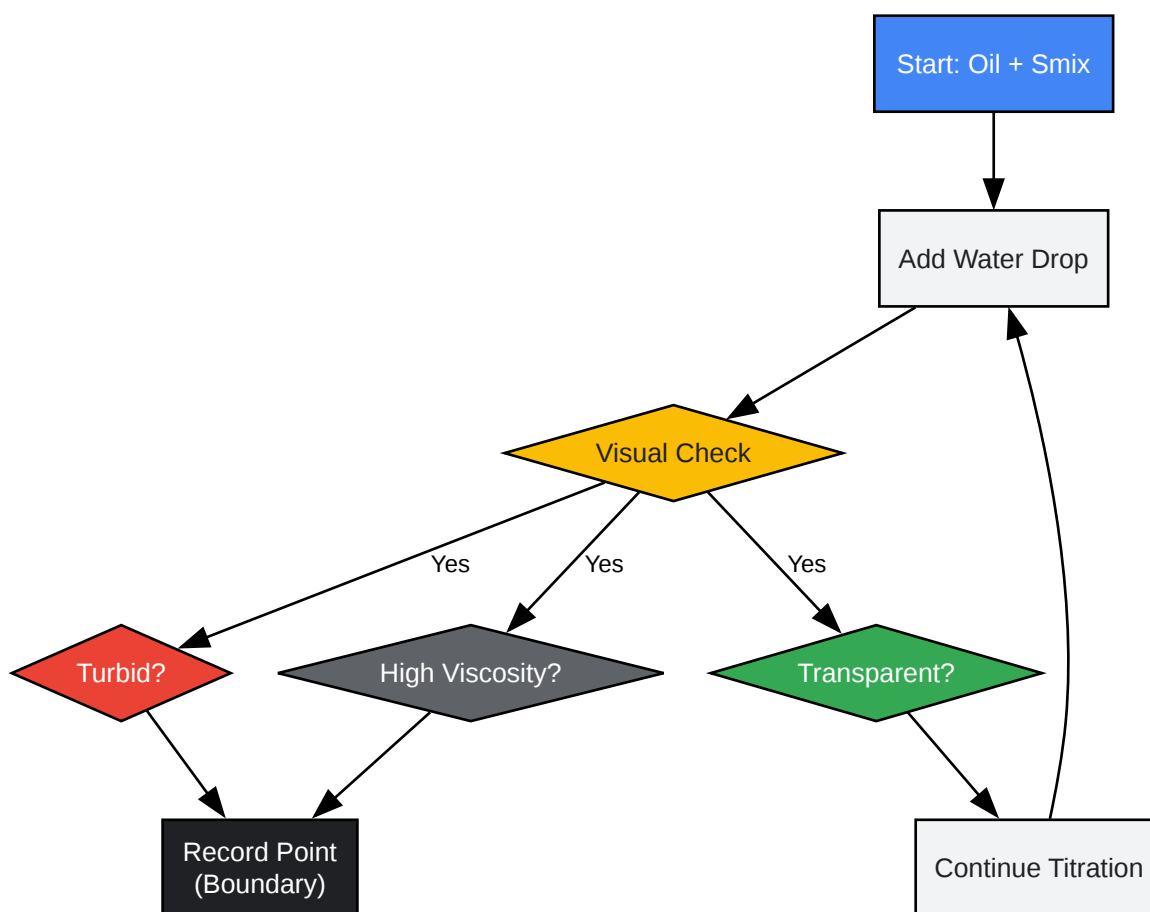 Start: Oil + Smix
Add Water Drop
Visual Check
Yes
Yes
Yes
Turbid?
High Viscosity?
Transparent?
Record Point
(Boundary)
Continue Titration